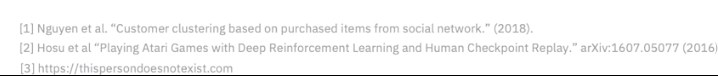 [1] Nguyen et al. “Customer clustering based on purchased items from social network.” (2018).
[2] Hosu et al “Playing Atari Games with Deep Reinforcement Learning and Human Checkpoint Replay.” arXiv:1607.05077 (2016)
[3] https://thispersondoesnotexist.com